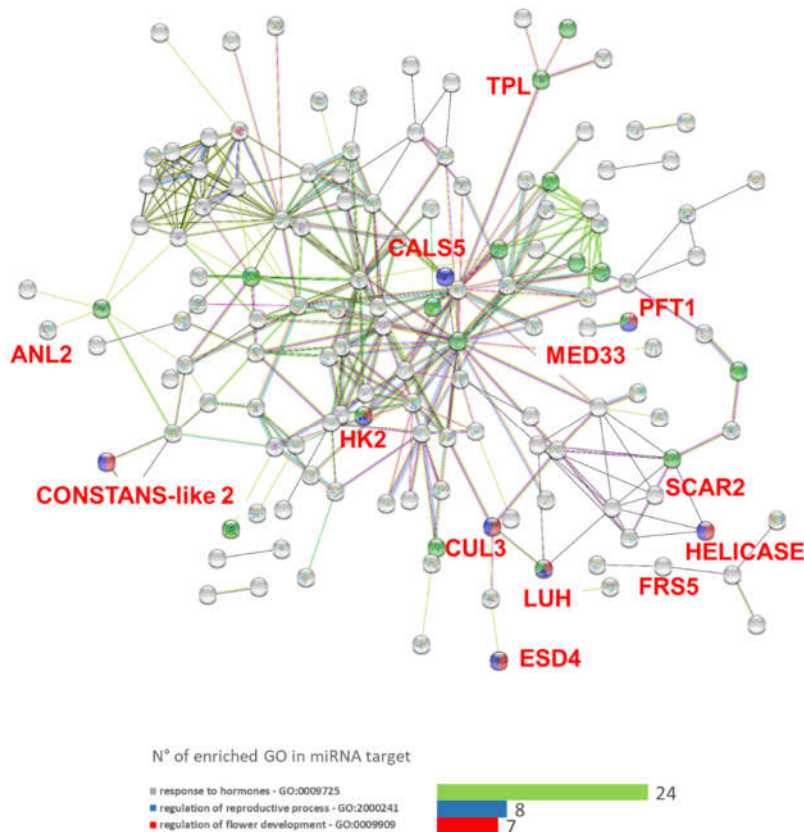 TPL
CALS5
PFT1
MED33
ANL2
HK2
CONSTANS-like 2
SCAR2
CUL3
HELICASE
LUH
FRS5
ESD4
N° of enriched GO in miRNA target
response to hormones - GO:0009725
24
regulation of reproductive process - GO:2000241
8
regulation of flower development - GO:0009909
7